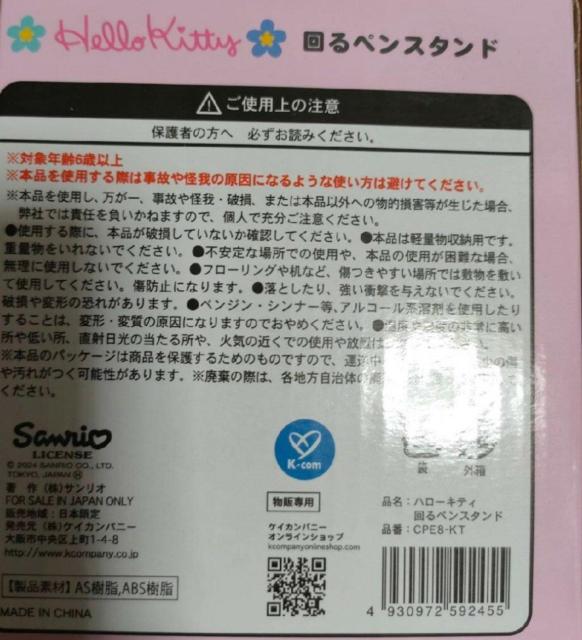 Hello Kitty 回るペンスタンド
ご使用上の注意
保護者の方へ 必ずお読みください。
※対象年齢6歳以上
※本品を使用する際は事故や怪我の原因になるような使い方は避けてください。
※本品を使用し、万が一、事故や怪我・破損、または本品以外への物的損害等が生じた場合、
弊社では責任を負いかねますので、個人で充分ご注意ください。
●使用する際に、本品が破損していないか確認してください。●本品は軽量物収納用です。
重量物をいれないでください。●不安定な場所での使用や、本品の使用が困難な場合、
無理に使用しないでください。●フローリングや机など、傷つきやすい場所では敷物を敷い
て使用してください。傷防止になります。●落としたり、強い衝撃を与えないでください。
破損や変形の恐れがあります。●ベンジン・シンナー等、アルコール系溶剤を使用したり
することは、変形・変質の原因になりますのでおやめください。の非常に高い
所や低い所、直射日光の当たる所や、火気の近くでの使用や放置は
※本品のパッケージは商品を保護するためのものですので、運送中の傷
や汚れがつく可能性があります。※廃棄の際は、各地方自治体の
ください。
Sanrio
LICENSE
© 2024 SANRIO CO., LTD.
TOKYO, JAPAN Ⓗ
著 作 (株)サンリオ
FOR SALE IN JAPAN ONLY
販売地域:日本限定
発売元 (株)ケイカンパニー
大阪市中央区上町1-4-8
http://www.kcompany.co.jp
【製品素材】AS樹脂,ABS樹脂
MADE IN CHINA
K-com
物販専用
ケイカンパニー
オンラインショップ
kcompanyonlineshop.com
袋 外箱
品名:ハローキティ
回るペンスタンド
品番:CPE8-KT
4 930972 592455